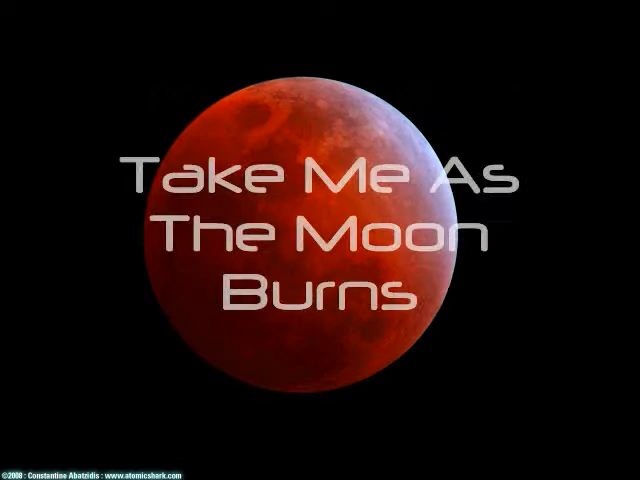 Take Me As
The Moon
Burns
©2008 : Constantine Abatzidis : www.atomicshark.com